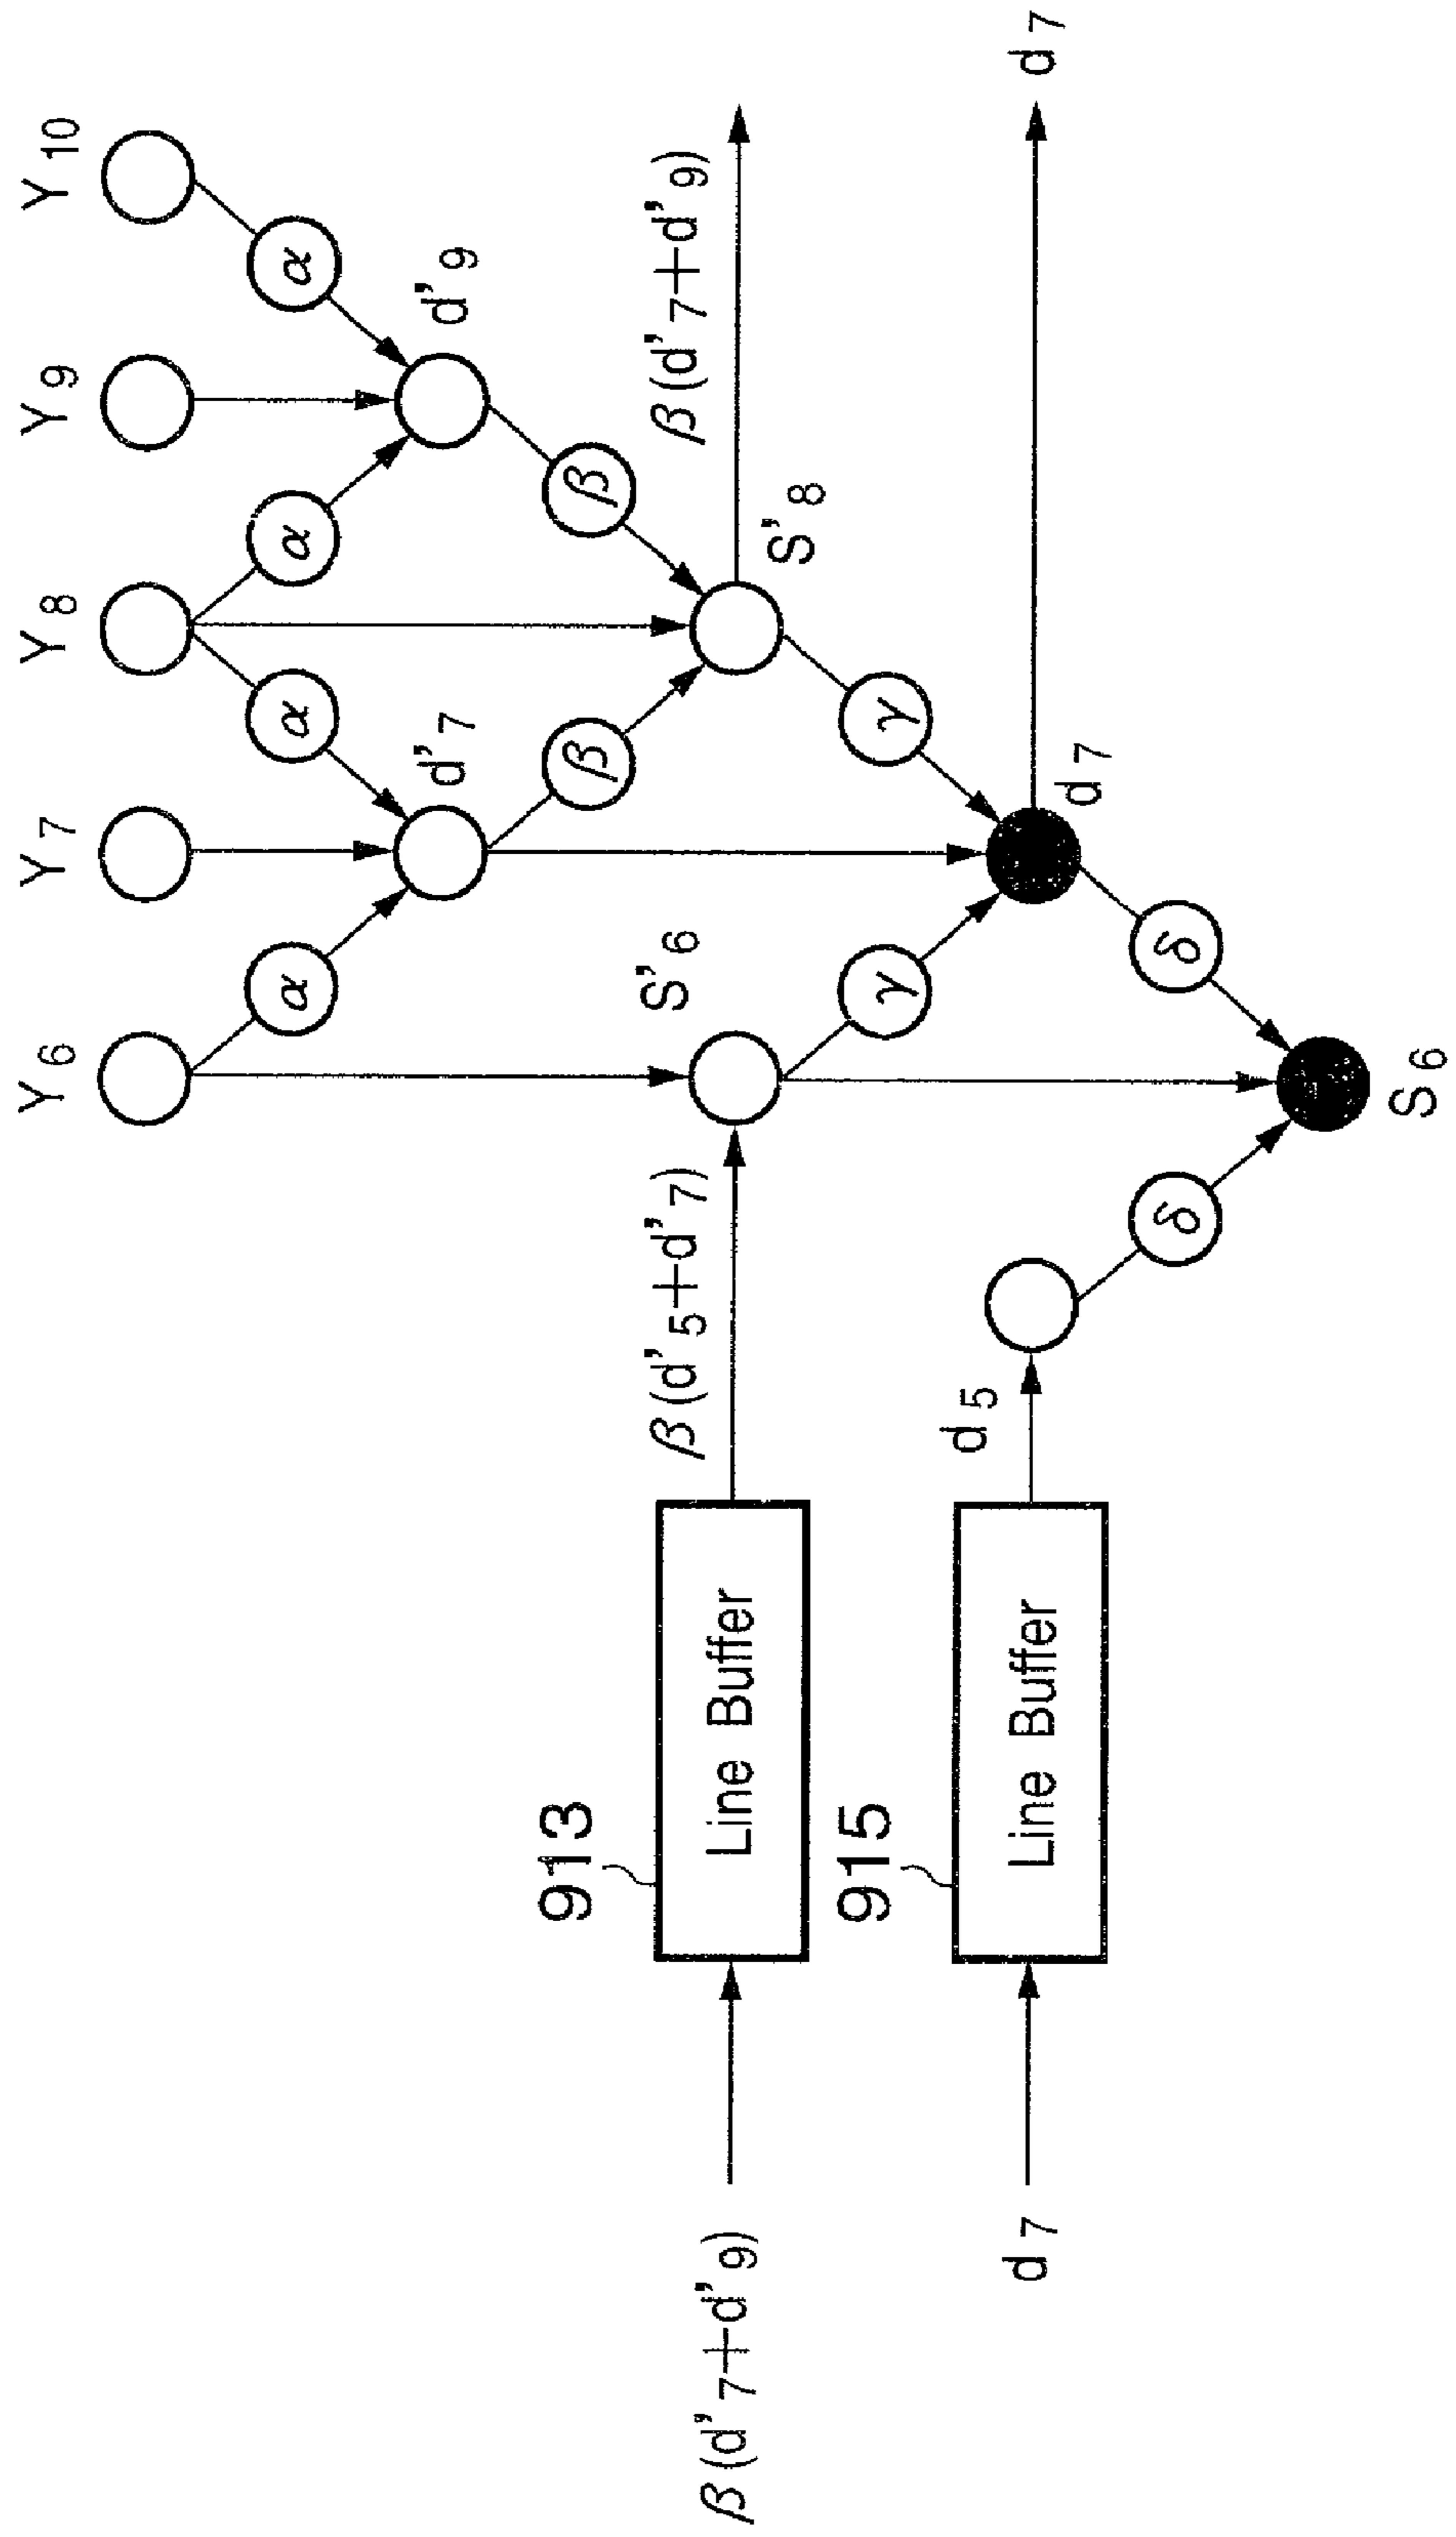 Y6 Y7 Y8 Y9 Y10
α α α α
d'7 d'9
β β
S'6 S'8
β(d'7+d'9)
913
Line Buffer
β(d'5+d'7)
β(d'7+d'9)
γ γ
915
d7
Line Buffer
d5
d7
d7
δ δ
S6